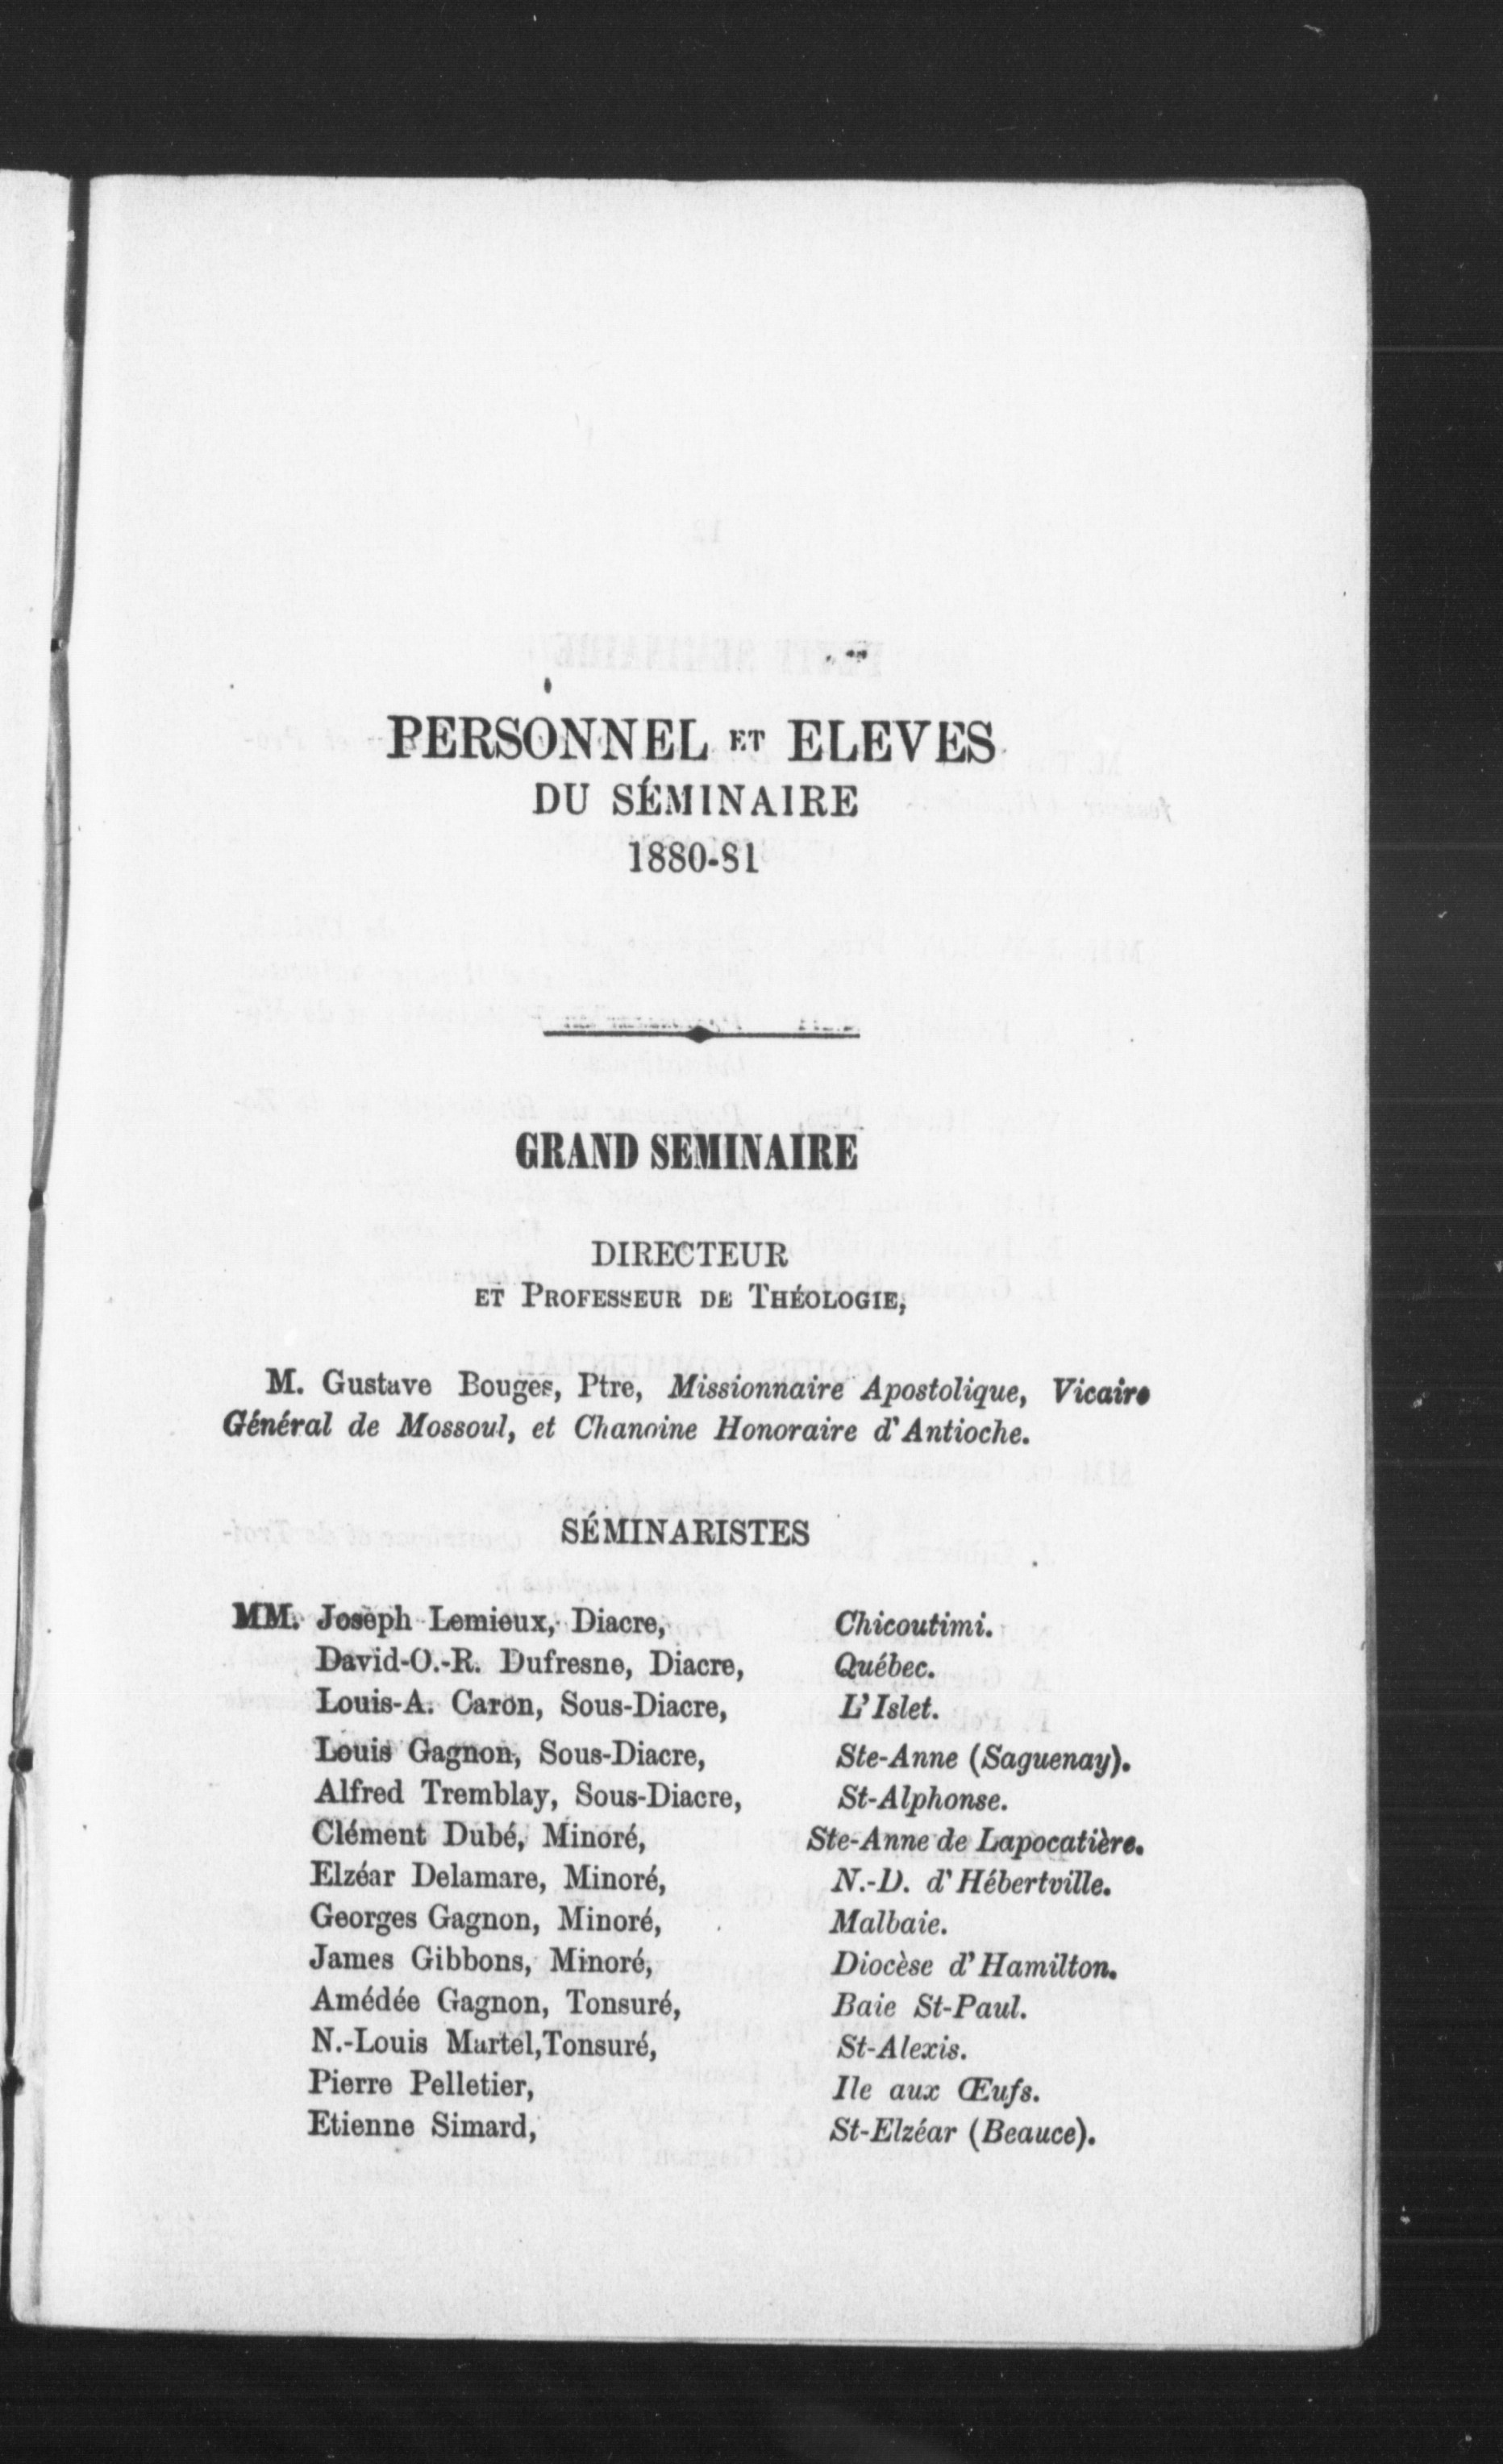 PERSONNEL ET ELEVES
DU SÉMINAIRE
1880-81
GRAND SEMINAIRE
DIRECTEUR
ET PROFESSEUR DE THÉOLOGIE,
M. Gustave Bouges, Ptre, Missionnaire Apostolique, Vicaire
Général de Mossoul, et Chanoine Honoraire d'Antioche.
SÉMINARISTES
MM. Joseph Lemieux, Diacre, Chicoutimi.
David-O.-R. Dufresne, Diacre, Québec.
Louis-A. Caron, Sous-Diacre, L'Islet.
Louis Gagnon, Sous-Diacre, Ste-Anne (Saguenay).
Alfred Tremblay, Sous-Diacre, St-Alphonse.
Clément Dubé, Minoré, Ste-Anne de Lapocatière.
Elzéar Delamare, Minoré, N.-D. d'Hébertville.
Georges Gagnon, Minoré, Malbaie.
James Gibbons, Minoré, Diocèse d'Hamilton.
Amédée Gagnon, Tonsuré, Baie St-Paul.
N.-Louis Martel, Tonsuré, St-Alexis.
Pierre Pelletier, Ile aux Œufs.
Etienne Simard, St-Elzéar (Beauce).